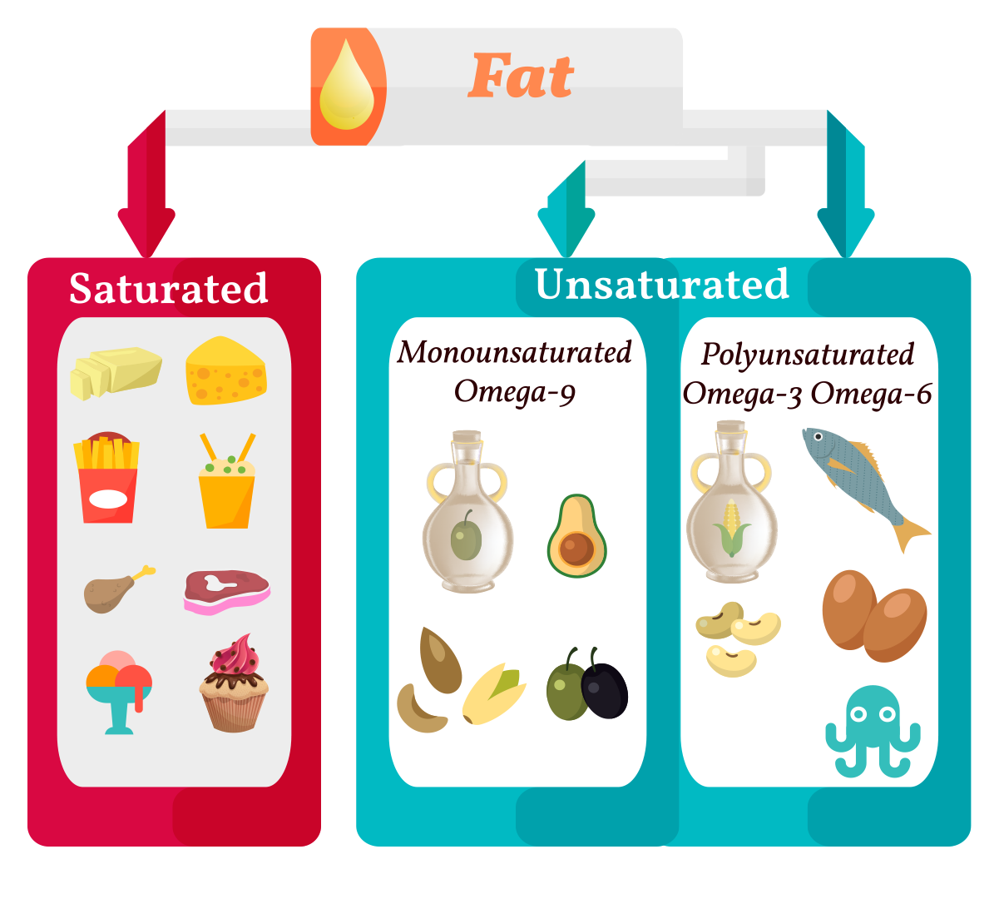 Fat
Saturated
Unsaturated
Monounsaturated
Omega-9
Polyunsaturated
Omega-3 Omega-6